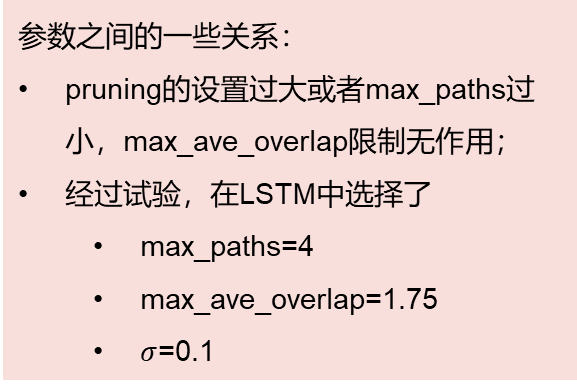 参数之间的一些关系：
• pruning的设置过大或者max_paths过
小，max_ave_overlap限制无作用；
• 经过试验，在LSTM中选择了
• max_paths=4
• max_ave_overlap=1.75
• σ=0.1